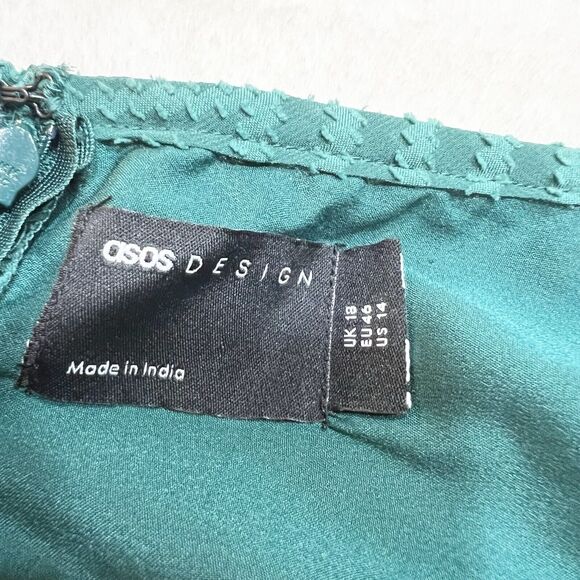 asos DESIGN
Made in India
UK 18
EU 46
US 14